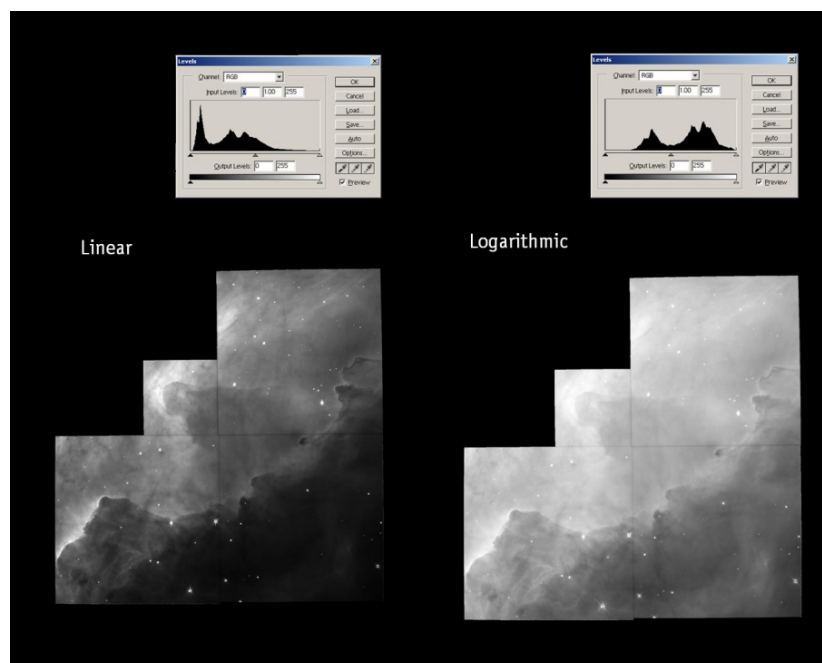 Levels
Channel: RGB
OK
Input Levels: 0 1.00 255
Cancel
Load...
Save...
Auto
Options...
Output Levels: 0 255
Preview
Levels
Channel: RGB
OK
Input Levels: 0 1.00 255
Cancel
Load...
Save...
Auto
Options...
Output Levels: 0 255
Preview
Linear
Logarithmic